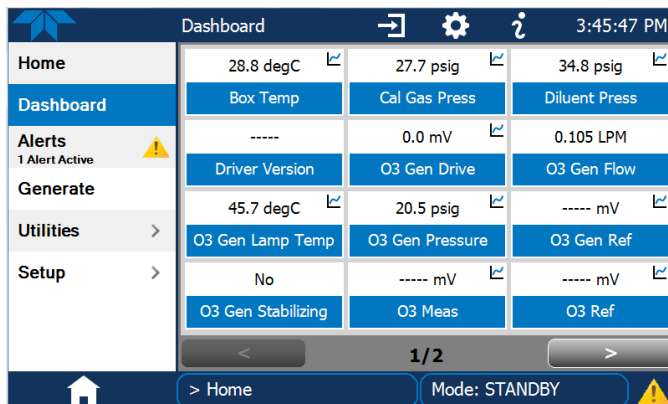 Dashboard
3:45:47 PM
Home
Dashboard
Alerts
1 Alert Active
Generate
Utilities >
Setup >
28.8 degC
Box Temp
27.7 psig
Cal Gas Press
34.8 psig
Diluent Press
-----
Driver Version
0.0 mV
O3 Gen Drive
0.105 LPM
O3 Gen Flow
45.7 degC
O3 Gen Lamp Temp
20.5 psig
O3 Gen Pressure
----- mV
O3 Gen Ref
No
O3 Gen Stabilizing
----- mV
O3 Meas
----- mV
O3 Ref
< 1/2 >
> Home
Mode: STANDBY